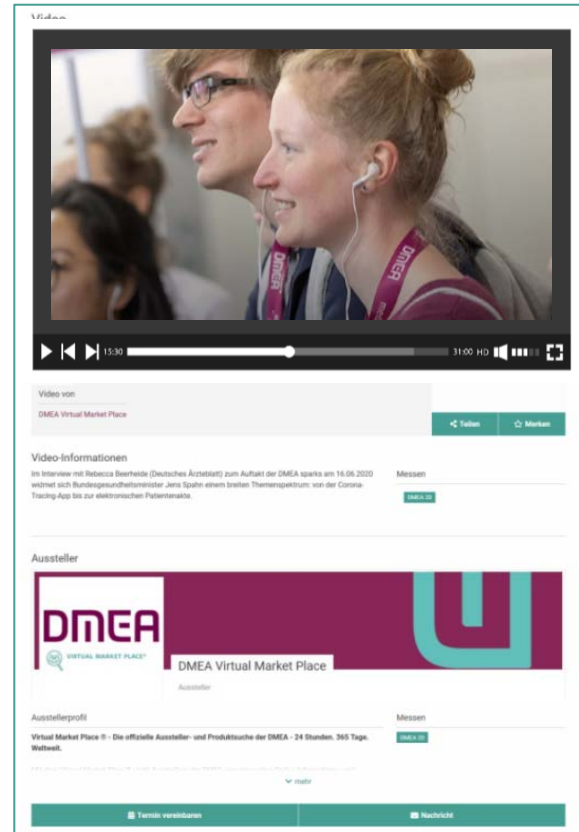 Video
DMEA
15:30
31:00 HD
Video von
DMEA Virtual Market Place
Teilen
Merken
Video-Informationen
Im Interview mit Rebecca Beerheide (Deutsches Ärzteblatt) zum Auftakt der DMEA sparks am 16.06.2020
widmet sich Bundesgesundheitsminister Jens Spahn einem breiten Themenspektrum: von der Corona-
Tracing-App bis zur elektronischen Patientenakte.
Messen
DMEA 20
Aussteller
DMEA
VIRTUAL MARKET PLACE®
DMEA Virtual Market Place
Aussteller
Ausstellerprofil
Virtual Market Place ® - Die offizielle Aussteller- und Produktsuche der DMEA - 24 Stunden. 365 Tage.
Weltweit.
Messen
DMEA 20
mehr
Termin vereinbaren
Nachricht